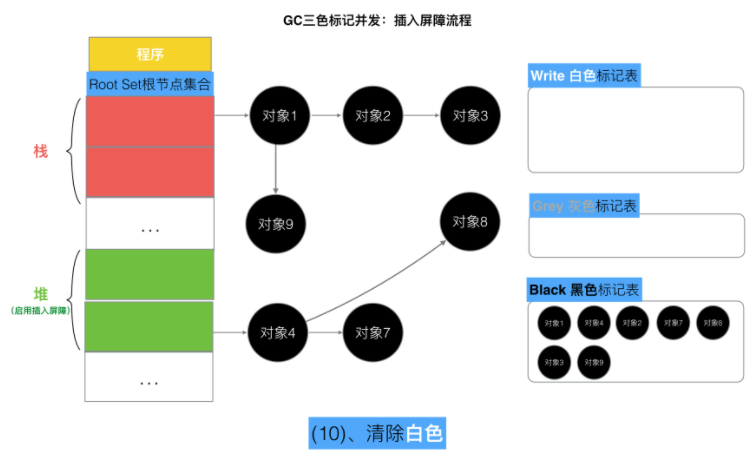 GC三色标记并发：插入屏障流程
程序
Root Set根节点集合
栈
...
堆
(启用插入屏障)
...
对象1
对象2
对象3
对象9
对象8
对象4
对象7
Write 白色标记表
Grey 灰色标记表
Black 黑色标记表
对象1 对象4 对象2 对象7 对象8
对象3 对象9
(10)、清除白色